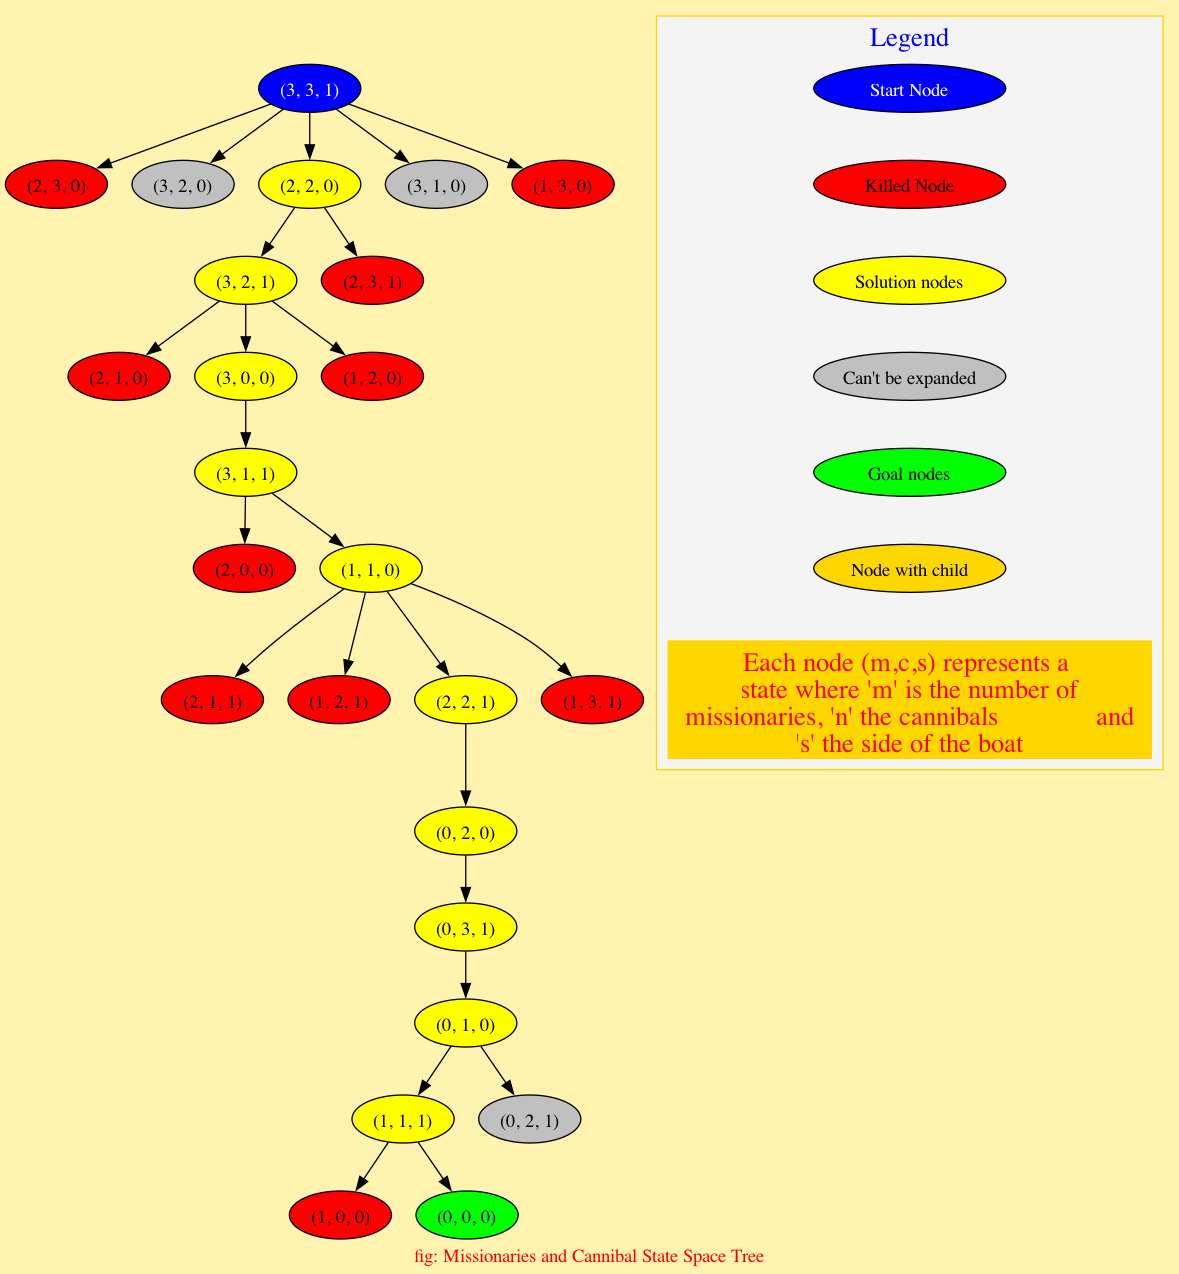 Legend
(3, 3, 1)
Start Node
(2, 3, 0)
(3, 2, 0)
(2, 2, 0)
(3, 1, 0)
(1, 3, 0)
Killed Node
(3, 2, 1)
(2, 3, 1)
Solution nodes
(2, 1, 0)
(3, 0, 0)
(1, 2, 0)
Can't be expanded
(3, 1, 1)
Goal nodes
(2, 0, 0)
(1, 1, 0)
Node with child
Each node (m,c,s) represents a
state where 'm' is the number of
missionaries, 'n' the cannibals and
's' the side of the boat
(2, 1, 1)
(1, 2, 1)
(2, 2, 1)
(1, 3, 1)
(0, 2, 0)
(0, 3, 1)
(0, 1, 0)
(1, 1, 1)
(0, 2, 1)
(1, 0, 0)
(0, 0, 0)
fig: Missionaries and Cannibal State Space Tree